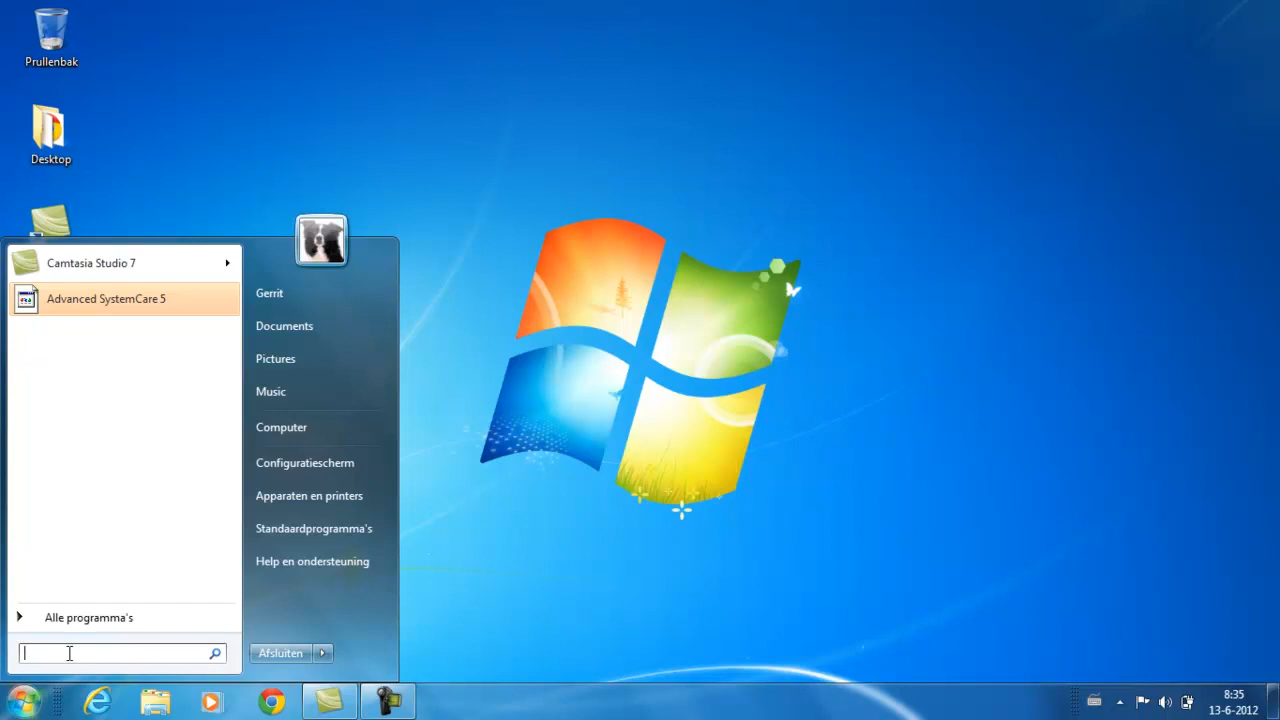 Prullenbak
Desktop
Camtasia Studio 7
Advanced SystemCare 5
Alle programma's
Gerrit
Documents
Pictures
Music
Computer
Configuratiescherm
Apparaten en printers
Standaardprogramma's
Help en ondersteuning
Afsluiten
8:35
13-6-2012